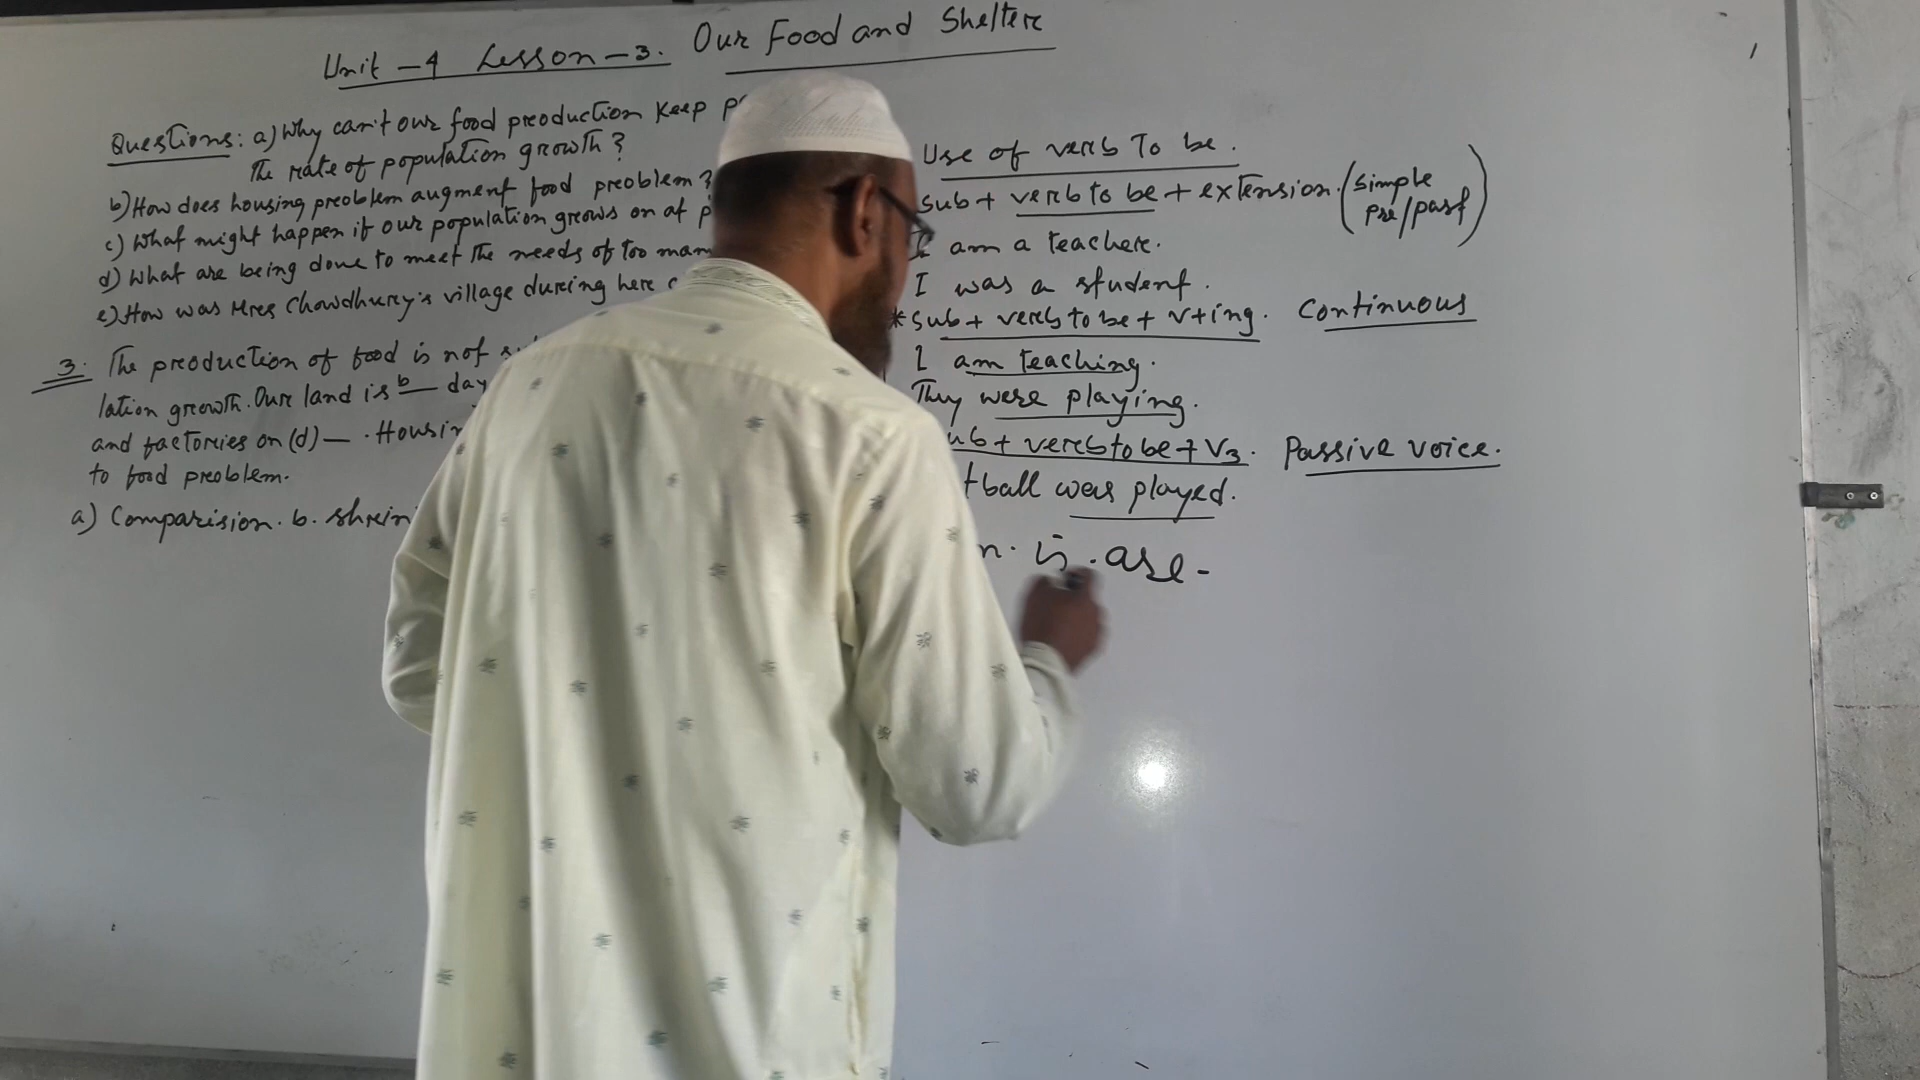 Unit - 4 Lesson - 3. Our Food and Shelter
Questions: a) Why can't our food production keep
the rate of population growth?
b) How does housing problem augment food problem?
c) What might happen if our population grows on at
d) What are being done to meet the needs of too
e) How was Mrs Chowdhury's village during here
3. The production of food is not
lation growth. Our land is b — day
and factories on (d) — .
to food problem.
a) Comparision. b.
Use of verb To be.
sub + verb to be + extension. (Simple
pre/past)
I am a teacher.
I was a student.
* Sub + verb to be + v+ing. Continuous
I am teaching.
They were playing.
+ verb to be + V3. Passive voice.
was played.
is. are -